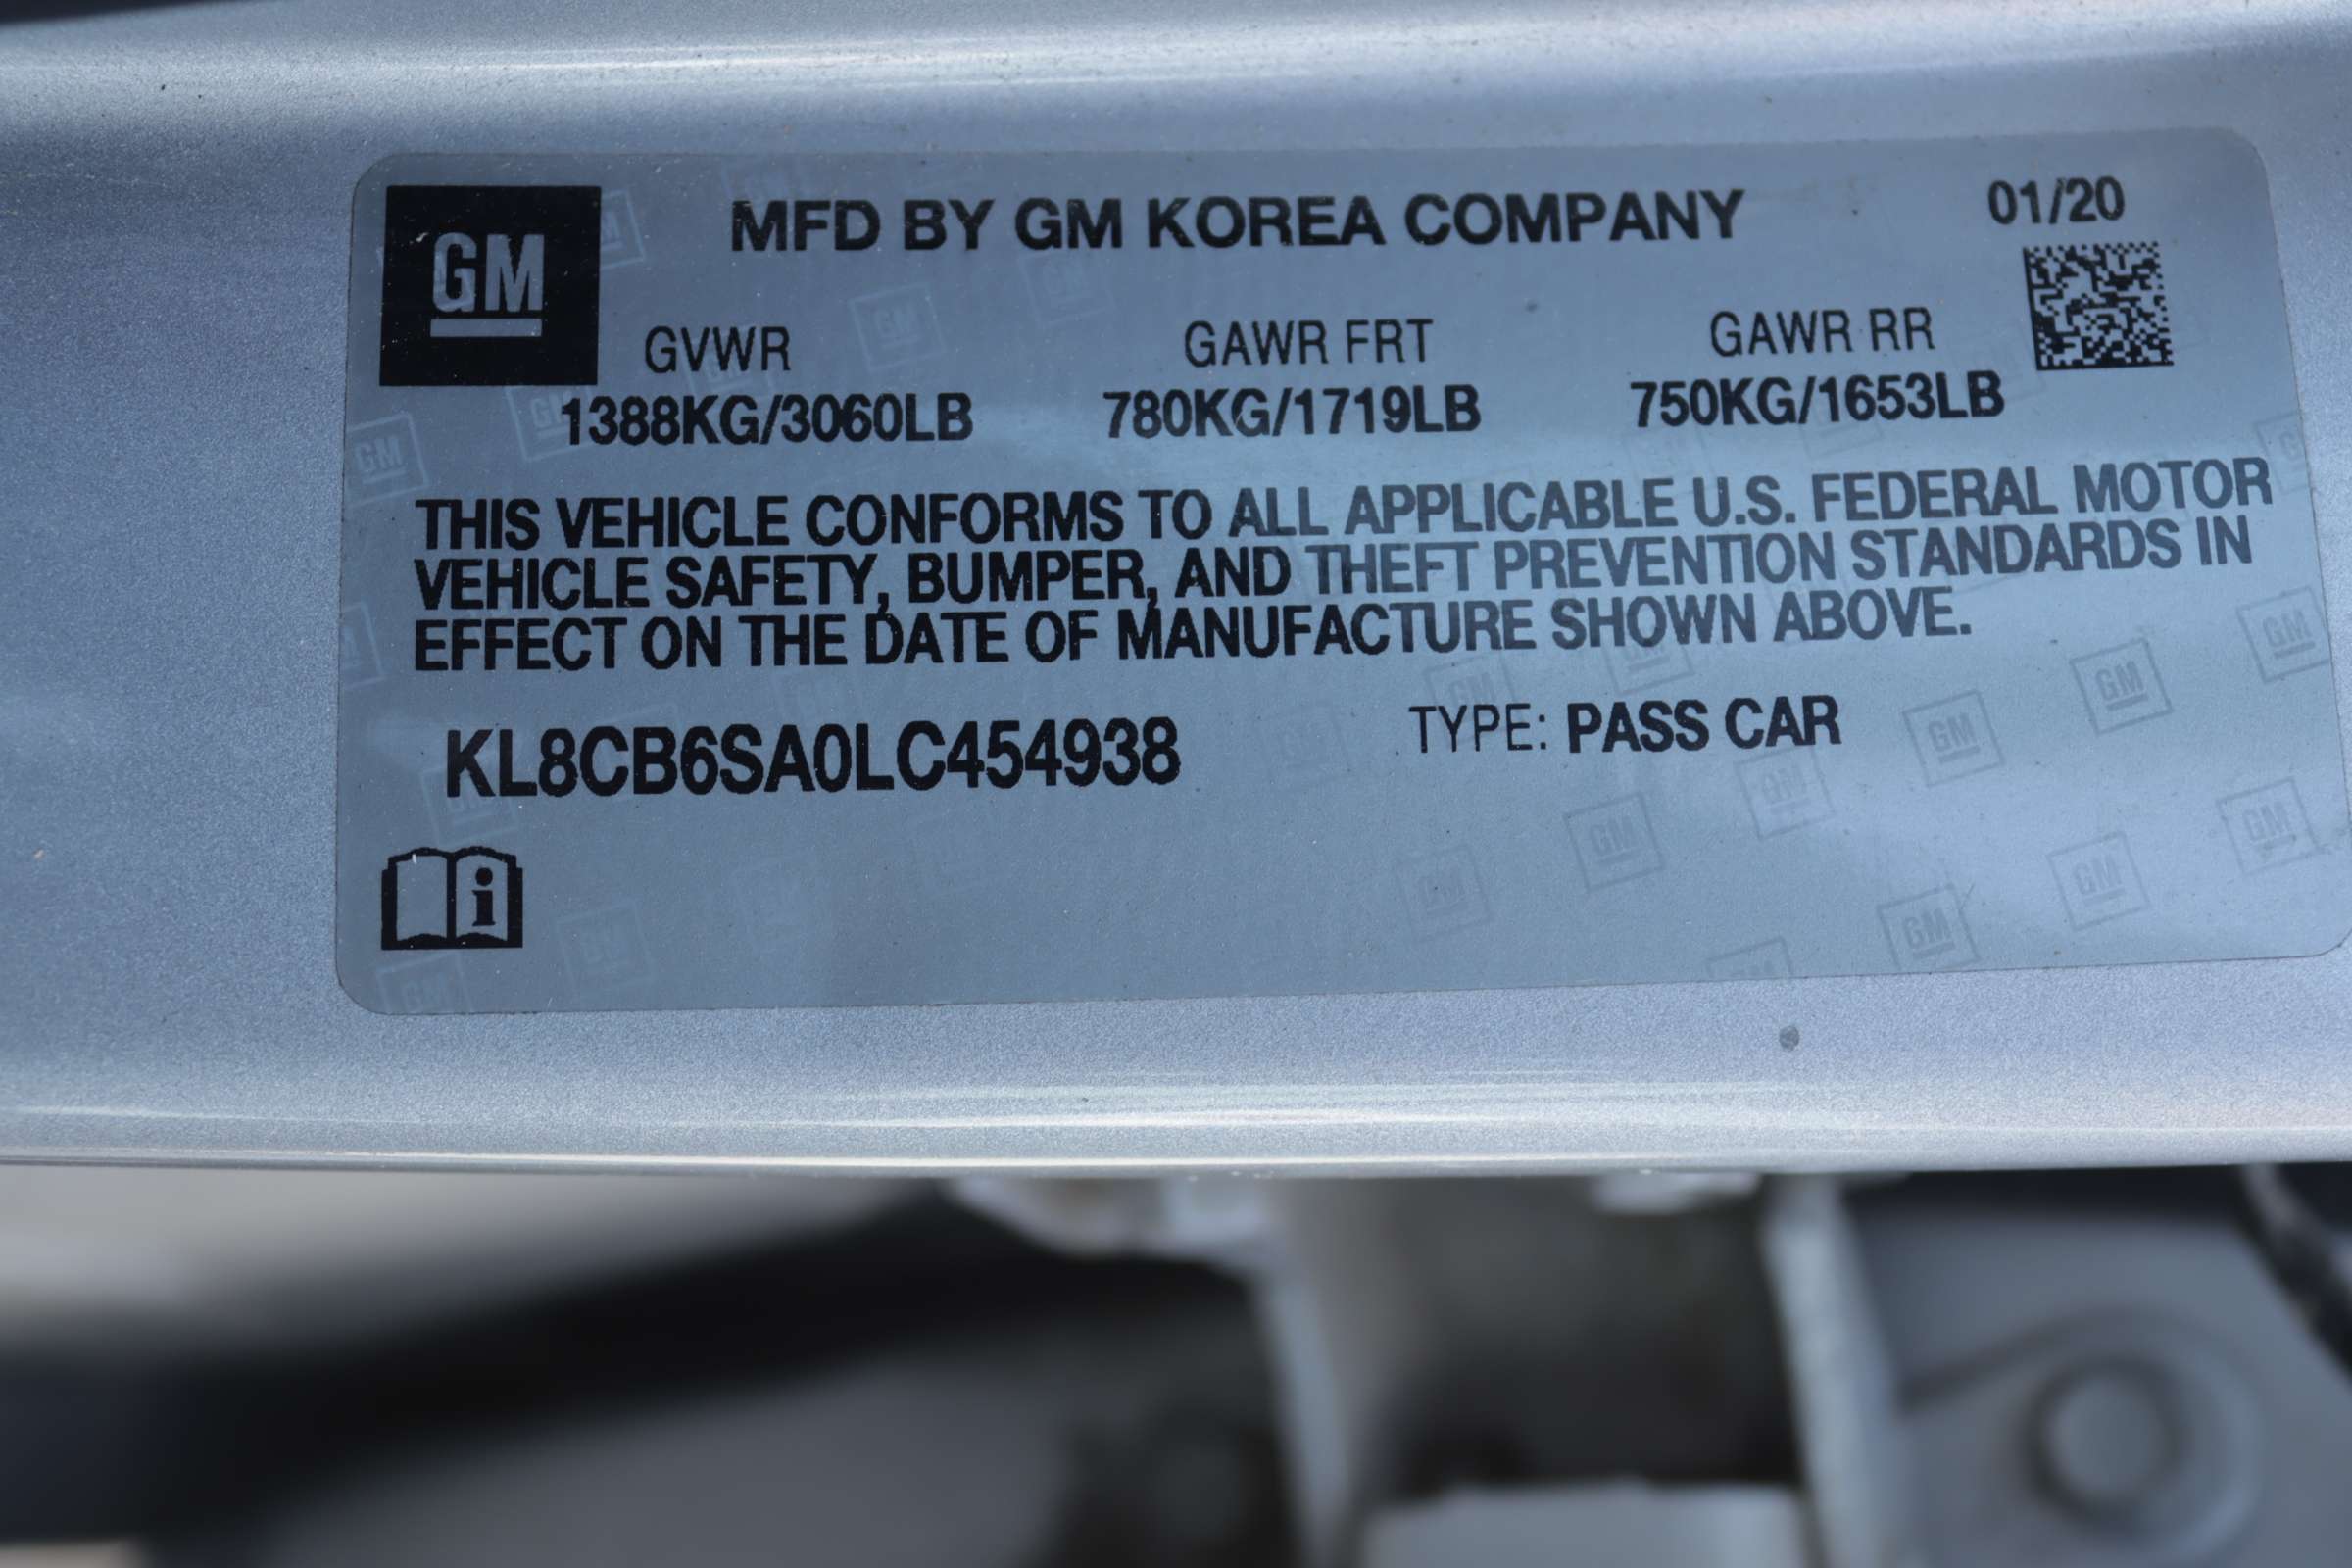 GM
MFD BY GM KOREA COMPANY 01/20
GVWR GAWR FRT GAWR RR
1388KG/3060LB 780KG/1719LB 750KG/1653LB
THIS VEHICLE CONFORMS TO ALL APPLICABLE U.S. FEDERAL MOTOR
VEHICLE SAFETY, BUMPER, AND THEFT PREVENTION STANDARDS IN
EFFECT ON THE DATE OF MANUFACTURE SHOWN ABOVE.
KL8CB6SA0LC454938 TYPE: PASS CAR
i